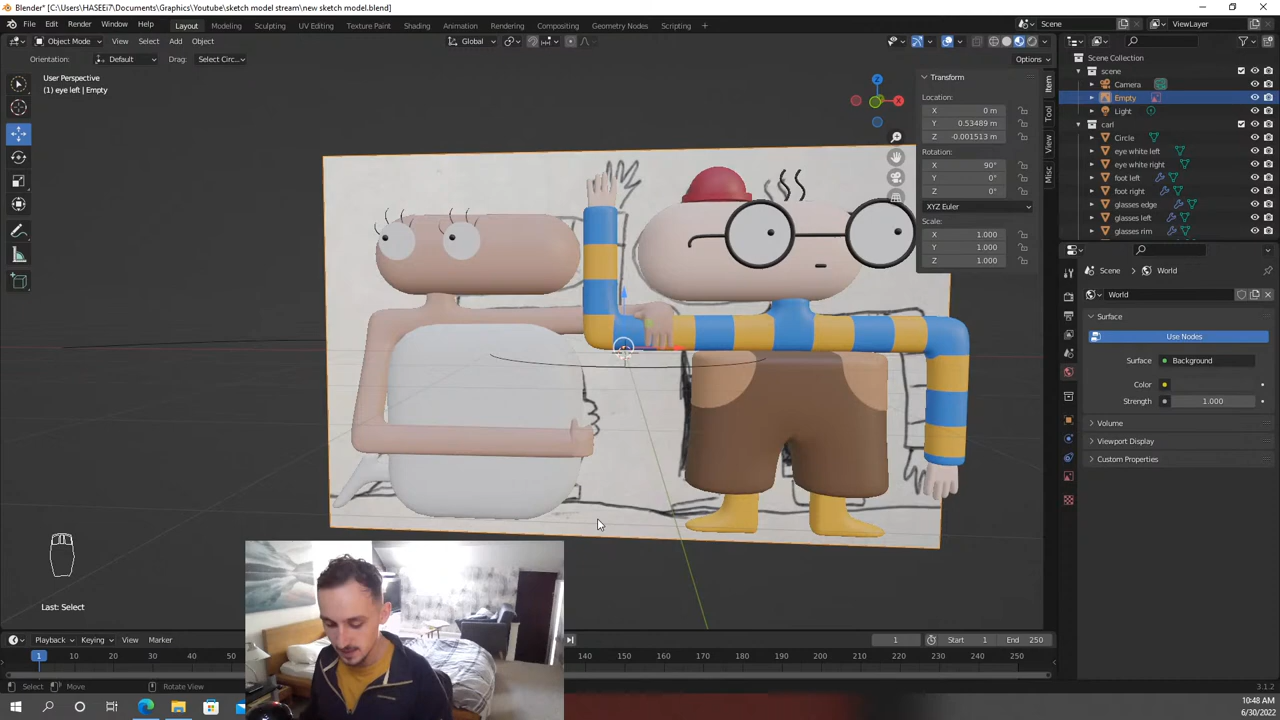 Blender* [C:\Users\HASEEi7\Documents\Graphics\Youtube\sketch model stream\new sketch model.blend]
File Edit Render Window Help Layout Modeling Sculpting UV Editing Texture Paint Shading Animation Rendering Compositing Geometry Nodes Scripting + Scene ViewLayer
Object Mode View Select Add Object Global
Orientation: Default Drag: Select Circ... Options
User Perspective
(1) eye left | Empty
X
Z
Transform
Location:
X 0 m
Y 0.53489 m
Z -0.001513 m
Rotation:
X 90°
Y 0°
Z 0°
XYZ Euler
Scale:
X 1.000
Y 1.000
Z 1.000
Item
Tool
View
Misc
Scene Collection
scene
Camera
Empty
Light
carl
Circle
eye white left
eye white right
foot left
foot right
glasses edge
glasses left
glasses rim
Scene World
World
Surface
Use Nodes
Surface Background
Color
Strength 1.000
Volume
Viewport Display
Custom Properties
Last: Select
Playback Keying View Marker 1 Start 1 End 250
1 10 20 30 40 50 140 150 160 170 180 190 200 210 220 230 240 250
Select Move Rotate View 3.1.2
10:48 AM
6/30/2022